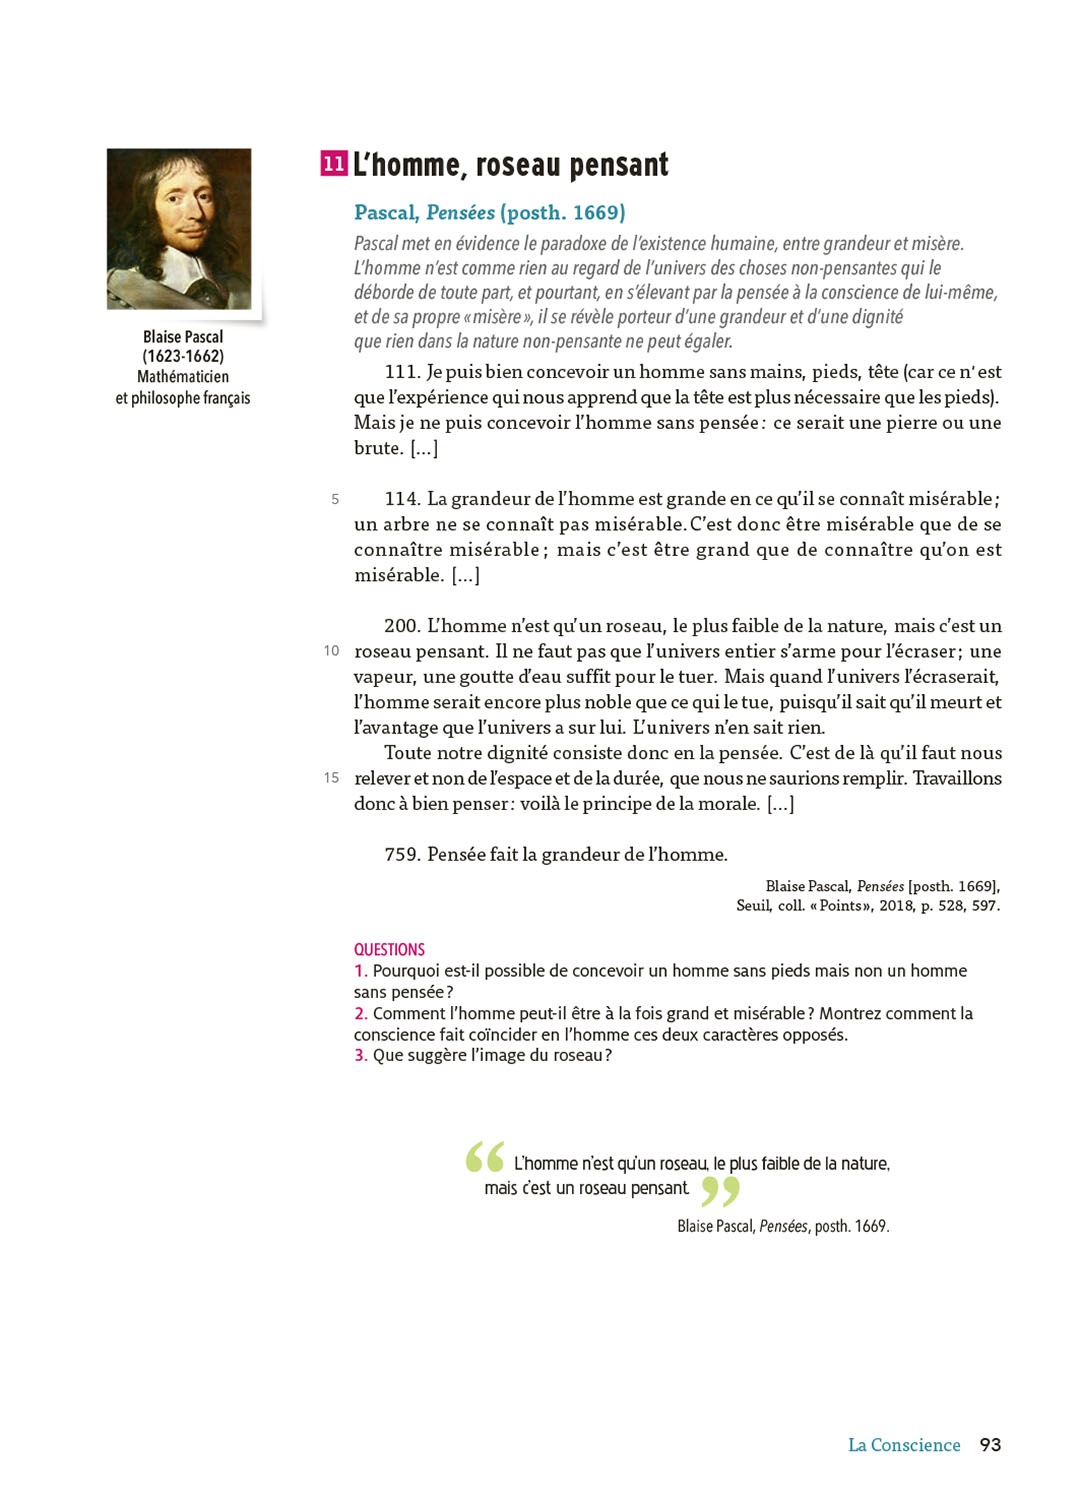 11 L'homme, roseau pensant
Pascal, Pensées (posth. 1669)
Pascal met en évidence le paradoxe de l'existence humaine, entre grandeur et misère.
L'homme n'est comme rien au regard de l'univers des choses non-pensantes qui le
déborde de toute part, et pourtant, en s'élevant par la pensée à la conscience de lui-même,
et de sa propre « misère », il se révèle porteur d'une grandeur et d'une dignité
que rien dans la nature non-pensante ne peut égaler.
Blaise Pascal
(1623-1662)
Mathématicien
et philosophe français
111. Je puis bien concevoir un homme sans mains, pieds, tête (car ce n'est
que l'expérience qui nous apprend que la tête est plus nécessaire que les pieds).
Mais je ne puis concevoir l'homme sans pensée : ce serait une pierre ou une
brute. [...]
5 114. La grandeur de l'homme est grande en ce qu'il se connaît misérable ;
un arbre ne se connaît pas misérable. C'est donc être misérable que de se
connaître misérable ; mais c'est être grand que de connaître qu'on est
misérable. [...]
200. L'homme n'est qu'un roseau, le plus faible de la nature, mais c'est un
10 roseau pensant. Il ne faut pas que l'univers entier s'arme pour l'écraser ; une
vapeur, une goutte d'eau suffit pour le tuer. Mais quand l'univers l'écraserait,
l'homme serait encore plus noble que ce qui le tue, puisqu'il sait qu'il meurt et
l'avantage que l'univers a sur lui. L'univers n'en sait rien.
Toute notre dignité consiste donc en la pensée. C'est de là qu'il faut nous
15 relever et non de l'espace et de la durée, que nous ne saurions remplir. Travaillons
donc à bien penser : voilà le principe de la morale. [...]
759. Pensée fait la grandeur de l'homme.
Blaise Pascal, Pensées [posth. 1669],
Seuil, coll. « Points », 2018, p. 528, 597.
QUESTIONS
1. Pourquoi est-il possible de concevoir un homme sans pieds mais non un homme
sans pensée ?
2. Comment l'homme peut-il être à la fois grand et misérable ? Montrez comment la
conscience fait coïncider en l'homme ces deux caractères opposés.
3. Que suggère l'image du roseau ?
“ L'homme n'est qu'un roseau, le plus faible de la nature,
mais c'est un roseau pensant. ”
Blaise Pascal, Pensées, posth. 1669.
La Conscience 93